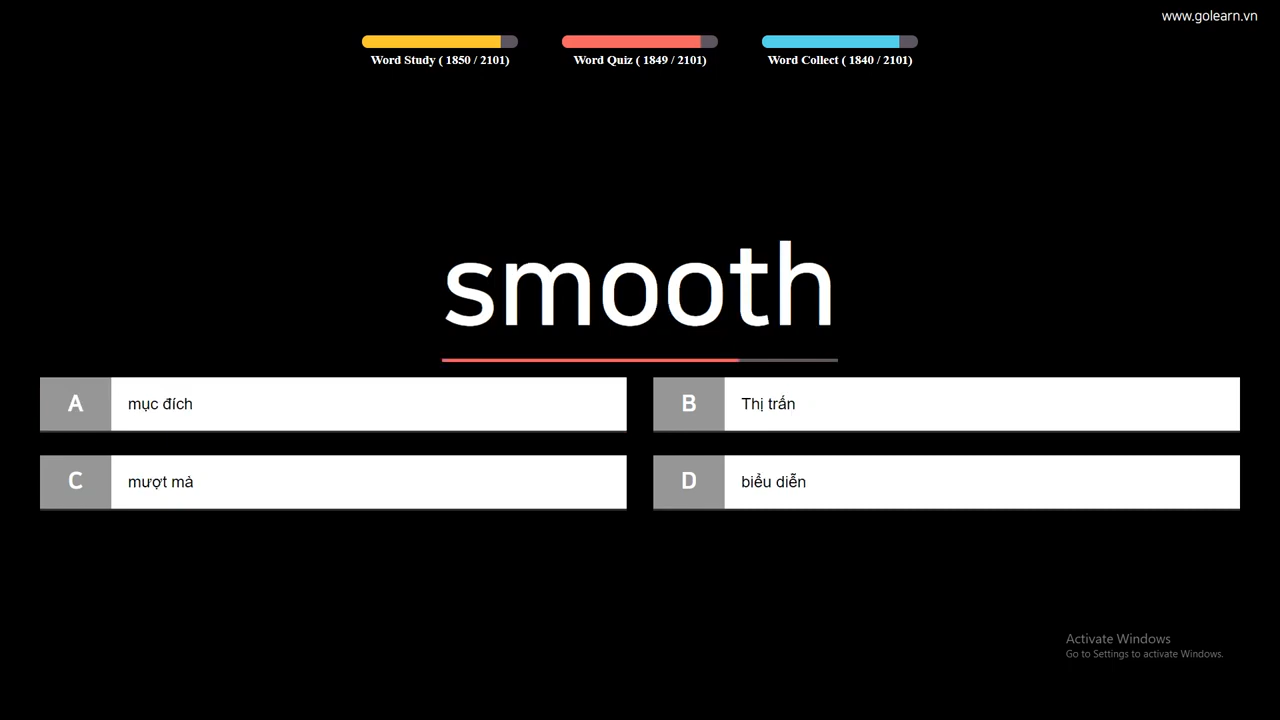 www.golearn.vn
Word Study ( 1850 / 2101)
Word Quiz ( 1849 / 2101)
Word Collect ( 1840 / 2101)
smooth
A mục đích
B Thị trấn
C mượt mà
D biểu diễn
Activate Windows
Go to Settings to activate Windows.